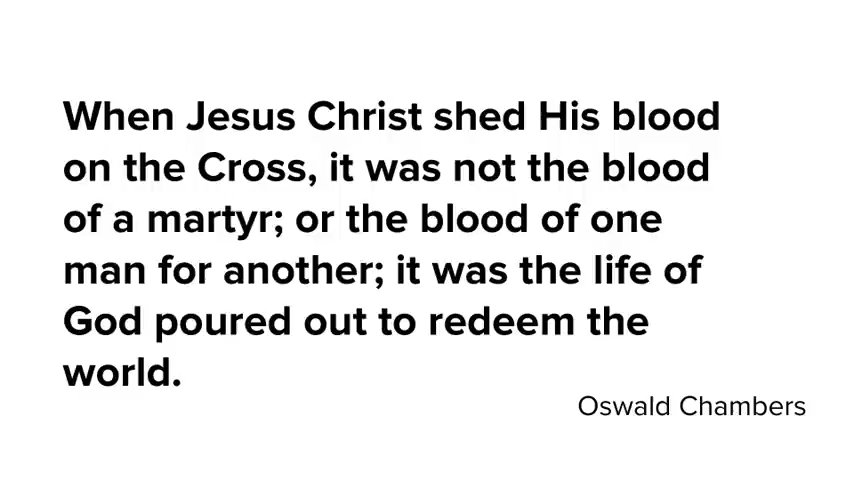 When Jesus Christ shed His blood
on the Cross, it was not the blood
of a martyr; or the blood of one
man for another; it was the life of
God poured out to redeem the
world.
Oswald Chambers